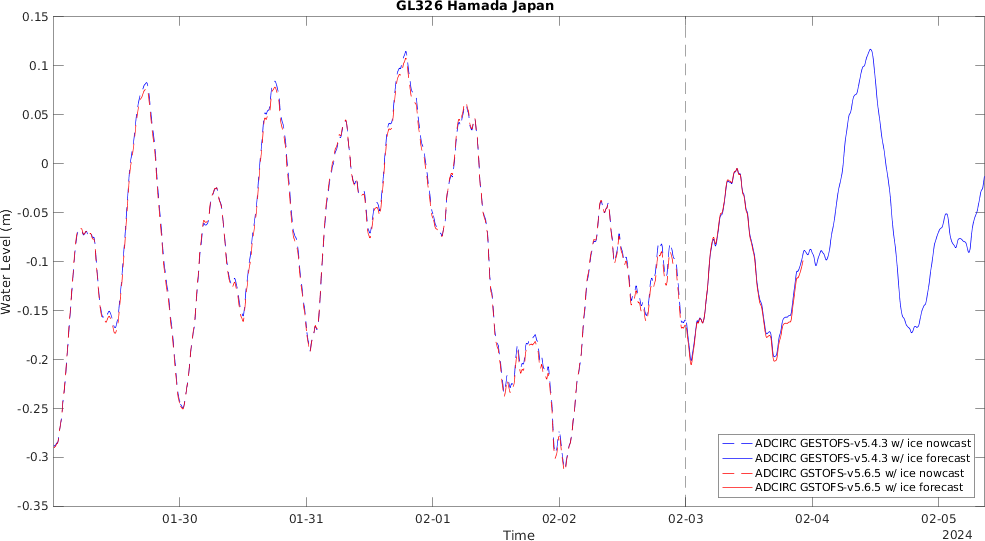 GL326 Hamada Japan
0.15
0.1
0.05
0
-0.05
-0.1
-0.15
-0.2
-0.25
-0.3
-0.35
Water Level (m)
ADCIRC GESTOFS-v5.4.3 w/ ice nowcast
ADCIRC GESTOFS-v5.4.3 w/ ice forecast
ADCIRC GSTOFS-v5.6.5 w/ ice nowcast
ADCIRC GSTOFS-v5.6.5 w/ ice forecast
01-30 01-31 02-01 02-02 02-03 02-04 02-05
Time
2024